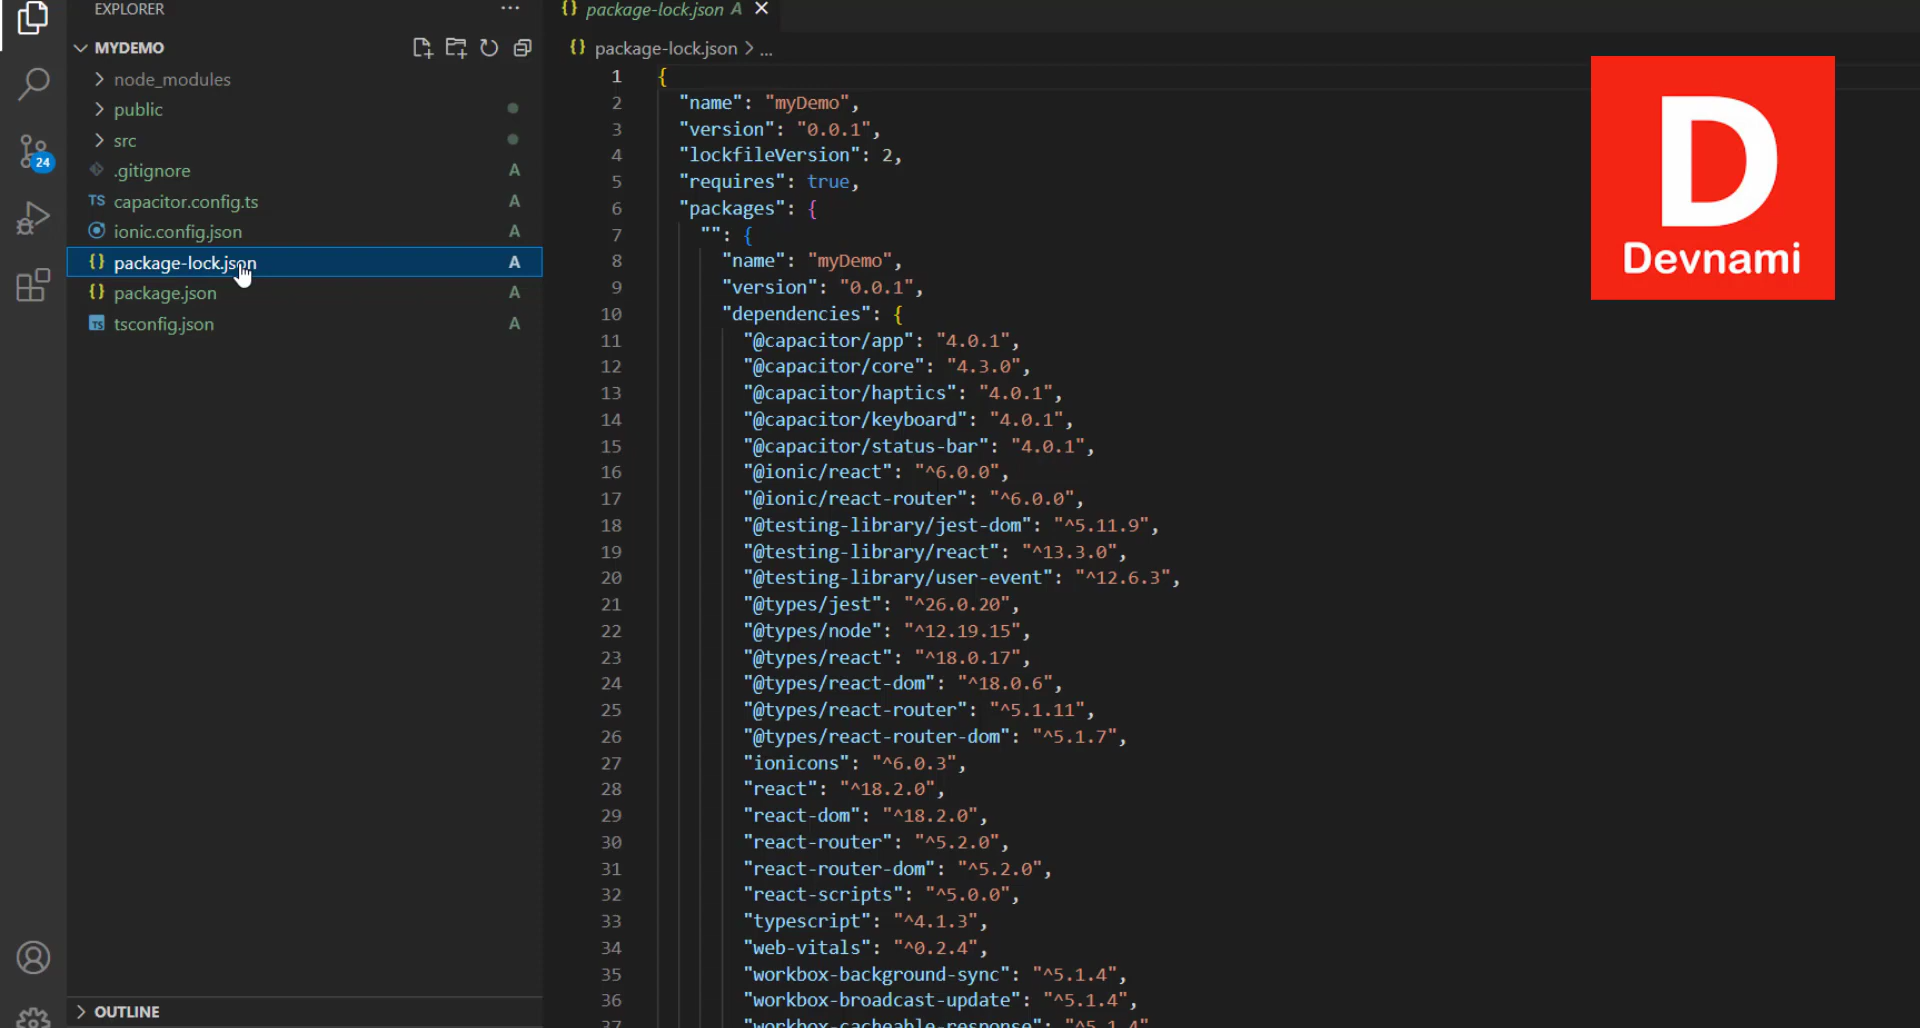 EXPLORER
MYDEMO
node_modules
public
src
.gitignore A
TS capacitor.config.ts A
ionic.config.json A
{} package-lock.json A
{} package.json A
TS tsconfig.json A
24
OUTLINE
{} package-lock.json A
{} package-lock.json > ...
1 {
2 "name": "myDemo",
3 "version": "0.0.1",
4 "lockfileVersion": 2,
5 "requires": true,
6 "packages": {
7 "": {
8 "name": "myDemo",
9 "version": "0.0.1",
10 "dependencies": {
11 "@capacitor/app": "4.0.1",
12 "@capacitor/core": "4.3.0",
13 "@capacitor/haptics": "4.0.1",
14 "@capacitor/keyboard": "4.0.1",
15 "@capacitor/status-bar": "4.0.1",
16 "@ionic/react": "^6.0.0",
17 "@ionic/react-router": "^6.0.0",
18 "@testing-library/jest-dom": "^5.11.9",
19 "@testing-library/react": "^13.3.0",
20 "@testing-library/user-event": "^12.6.3",
21 "@types/jest": "^26.0.20",
22 "@types/node": "^12.19.15",
23 "@types/react": "^18.0.17",
24 "@types/react-dom": "^18.0.6",
25 "@types/react-router": "^5.1.11",
26 "@types/react-router-dom": "^5.1.7",
27 "ionicons": "^6.0.3",
28 "react": "^18.2.0",
29 "react-dom": "^18.2.0",
30 "react-router": "^5.2.0",
31 "react-router-dom": "^5.2.0",
32 "react-scripts": "^5.0.0",
33 "typescript": "^4.1.3",
34 "web-vitals": "^0.2.4",
35 "workbox-background-sync": "^5.1.4",
36 "workbox-broadcast-update": "^5.1.4",
37 "workbox-cacheable-response": "^5.1.4"
D
Devnami